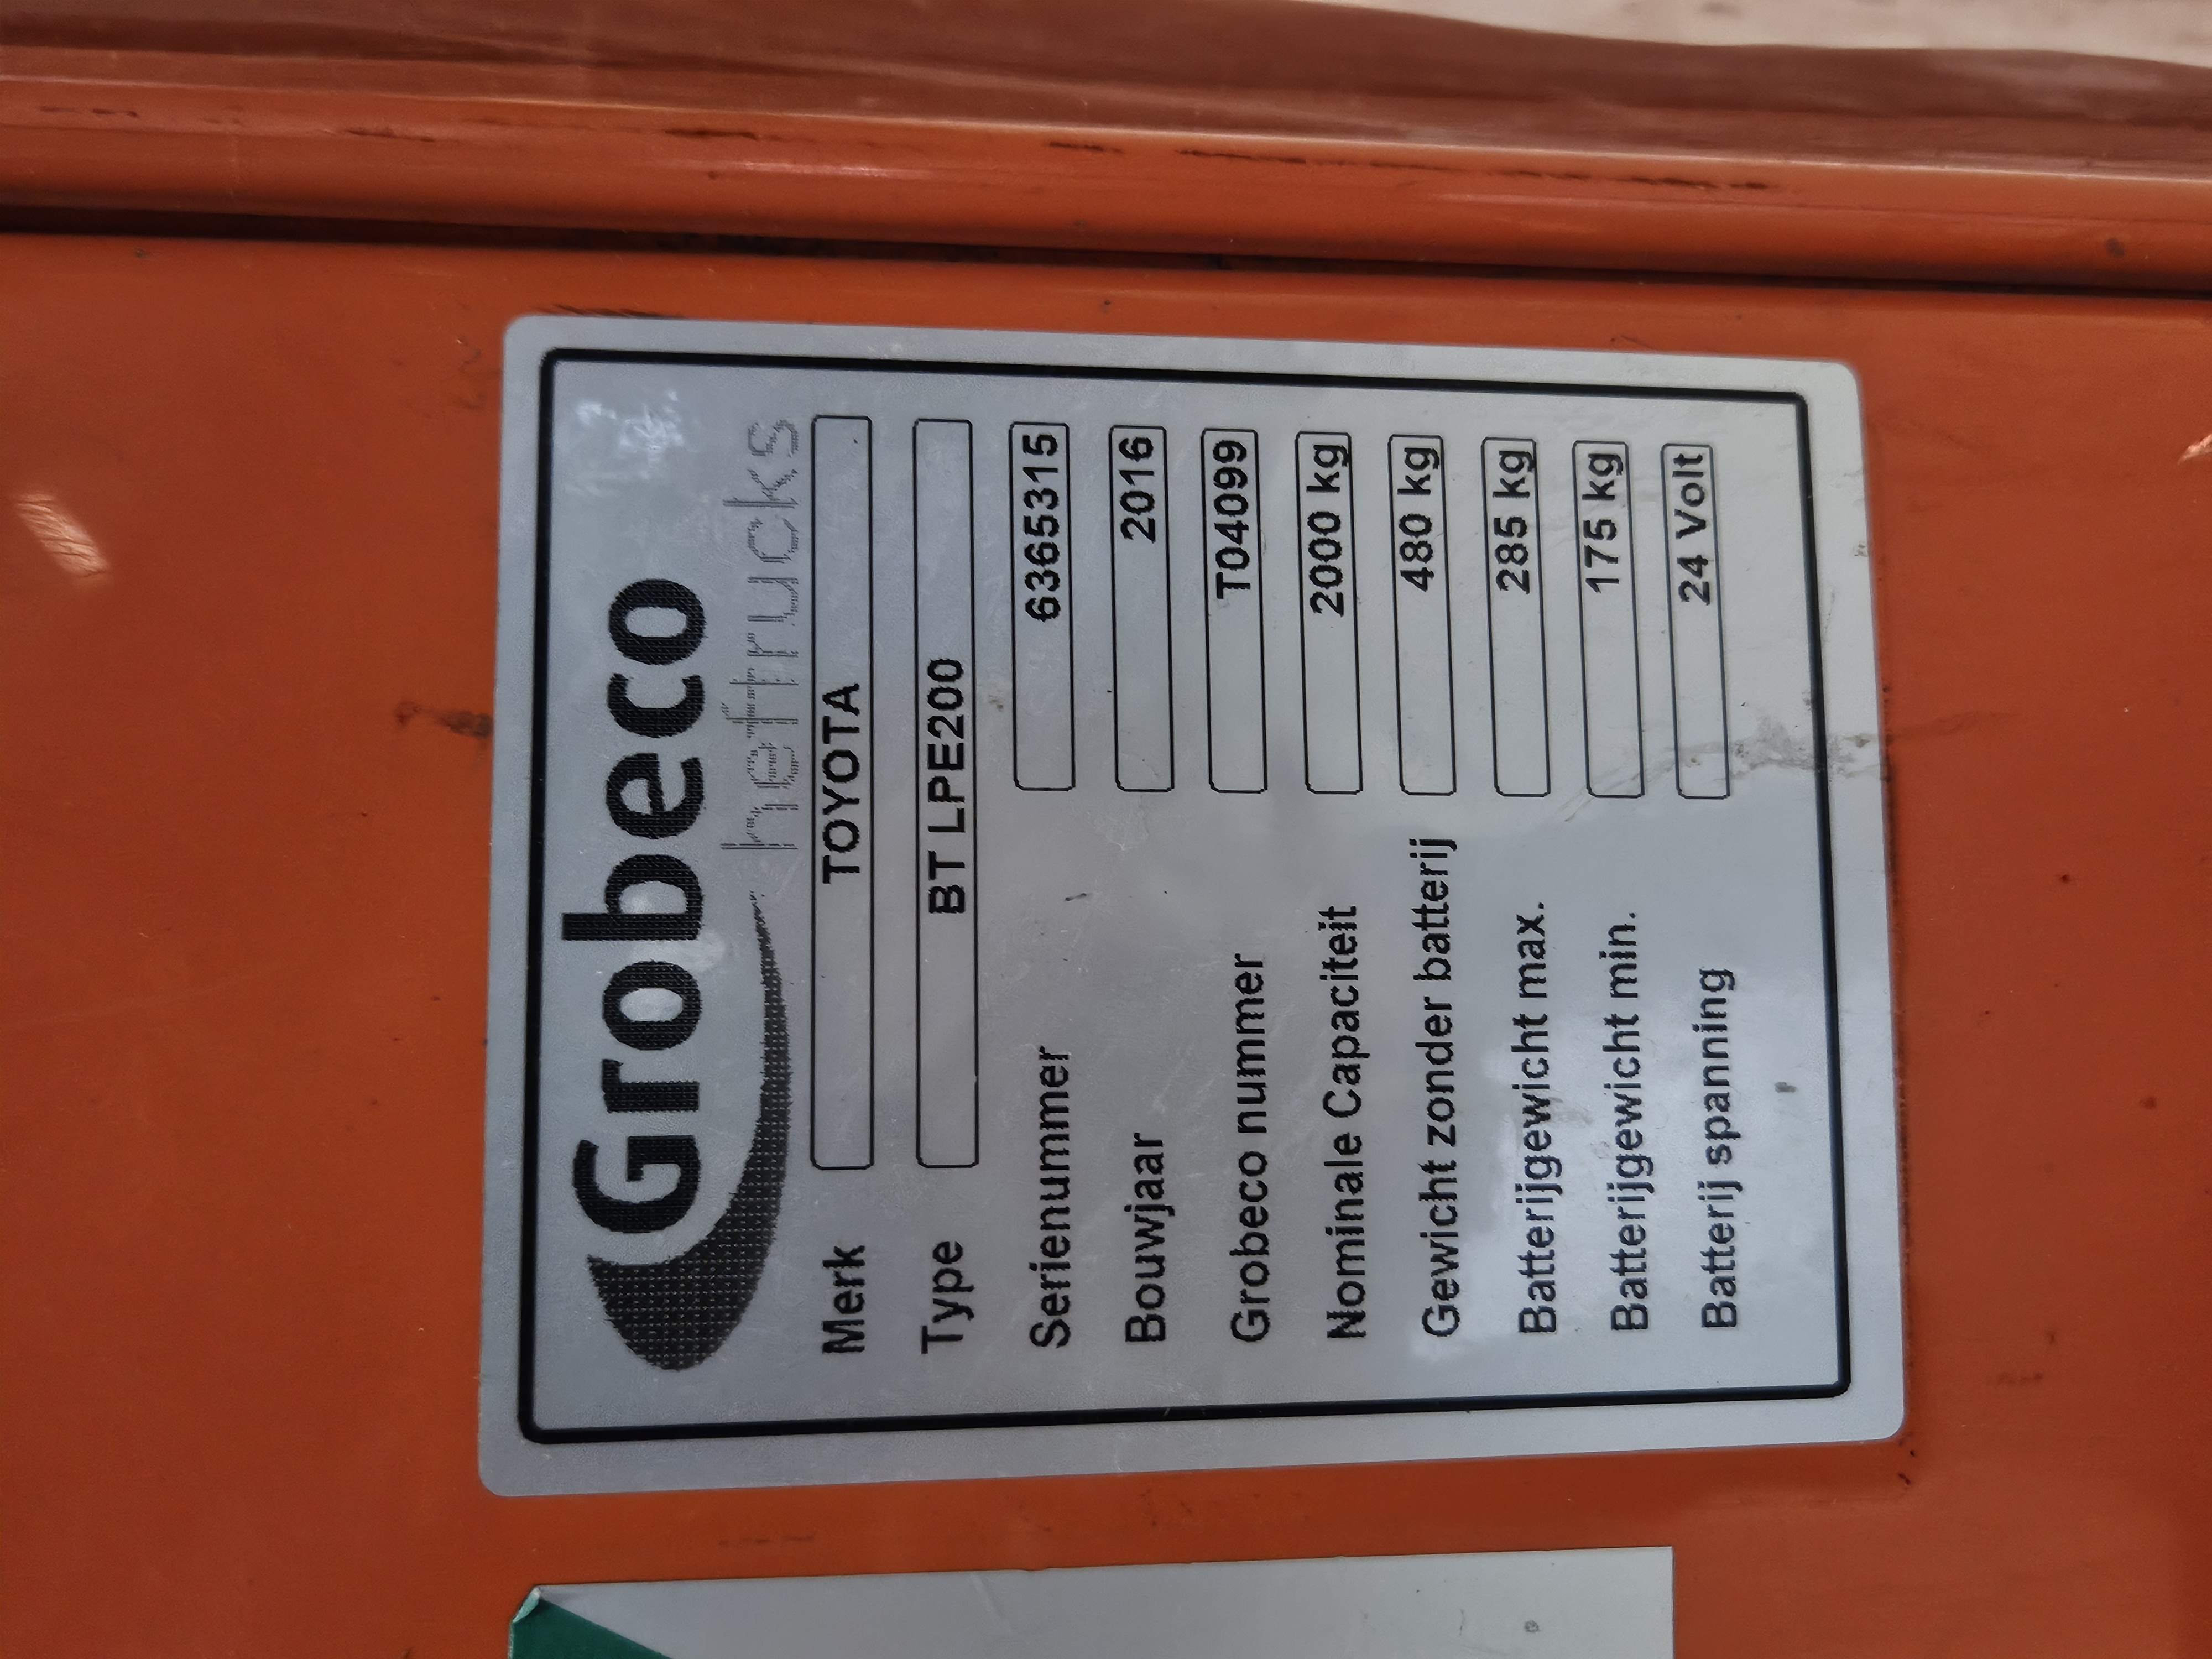 Grobeco
heftrucks
Merk TOYOTA
Type BT LPE200
Serienummer 6365315
Bouwjaar 2016
Grobeco nummer T04099
Nominale Capaciteit 2000 kg
Gewicht zonder batterij 480 kg
Batterijgewicht max. 285 kg
Batterijgewicht min. 175 kg
Batterij spanning 24 Volt